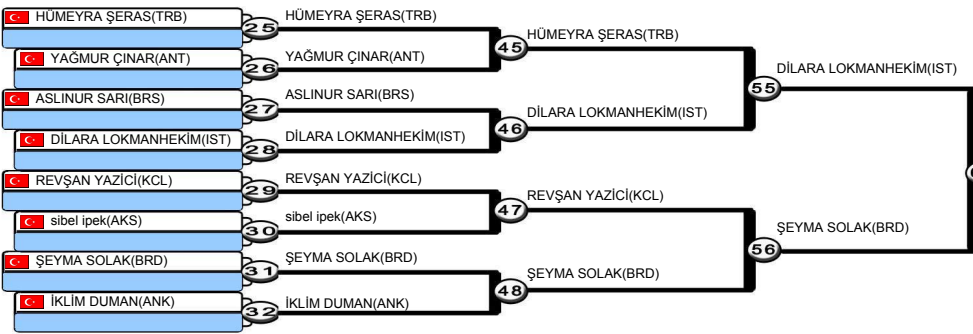 HÜMEYRA ŞERAS(TRB)
25
HÜMEYRA ŞERAS(TRB)
YAĞMUR ÇINAR(ANT)
26
YAĞMUR ÇINAR(ANT)
45
HÜMEYRA ŞERAS(TRB)
ASLINUR SARI(BRS)
27
ASLINUR SARI(BRS)
DİLARA LOKMANHEKİM(IST)
28
DİLARA LOKMANHEKİM(IST)
46
DİLARA LOKMANHEKİM(IST)
55
DİLARA LOKMANHEKİM(IST)
REVŞAN YAZİCİ(KCL)
29
REVŞAN YAZİCİ(KCL)
sibel ipek(AKS)
30
sibel ipek(AKS)
47
REVŞAN YAZİCİ(KCL)
ŞEYMA SOLAK(BRD)
31
ŞEYMA SOLAK(BRD)
İKLİM DUMAN(ANK)
32
İKLİM DUMAN(ANK)
48
ŞEYMA SOLAK(BRD)
56
ŞEYMA SOLAK(BRD)